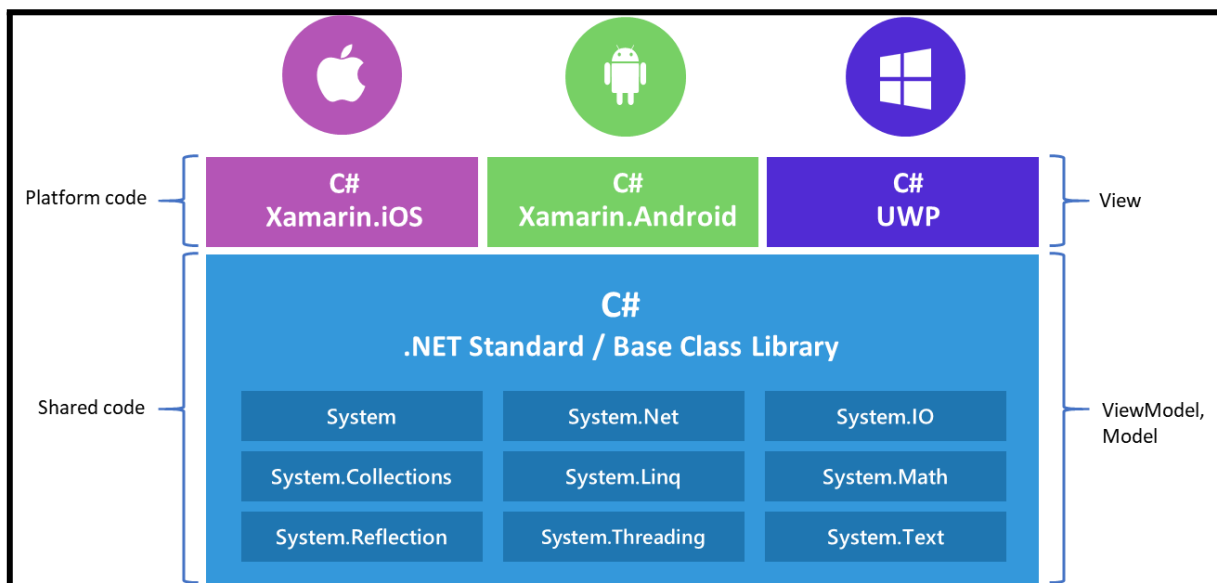 Platform code
C#
Xamarin.iOS
C#
Xamarin.Android
C#
UWP
View
Shared code
C#
.NET Standard / Base Class Library
System
System.Net
System.IO
System.Collections
System.Linq
System.Math
System.Reflection
System.Threading
System.Text
ViewModel,
Model